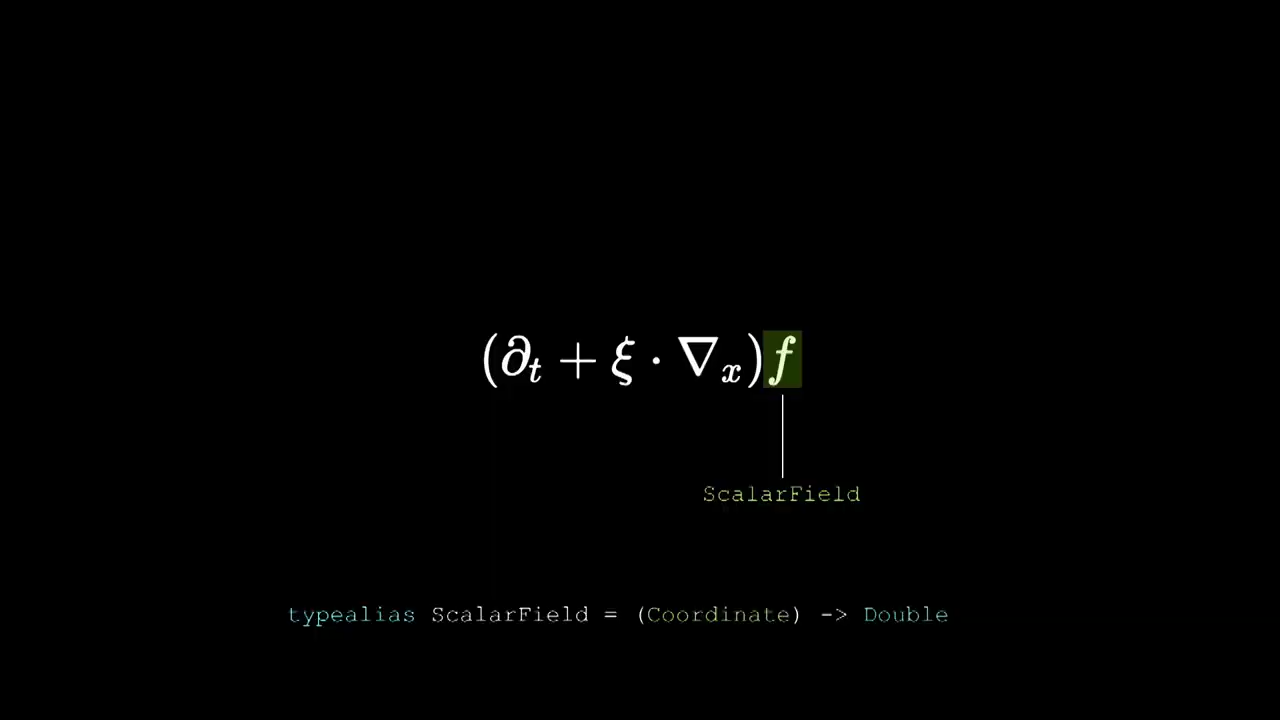 (∂ₜ + ξ · ∇ₓ)f
ScalarField
typealias ScalarField = (Coordinate) -> Double